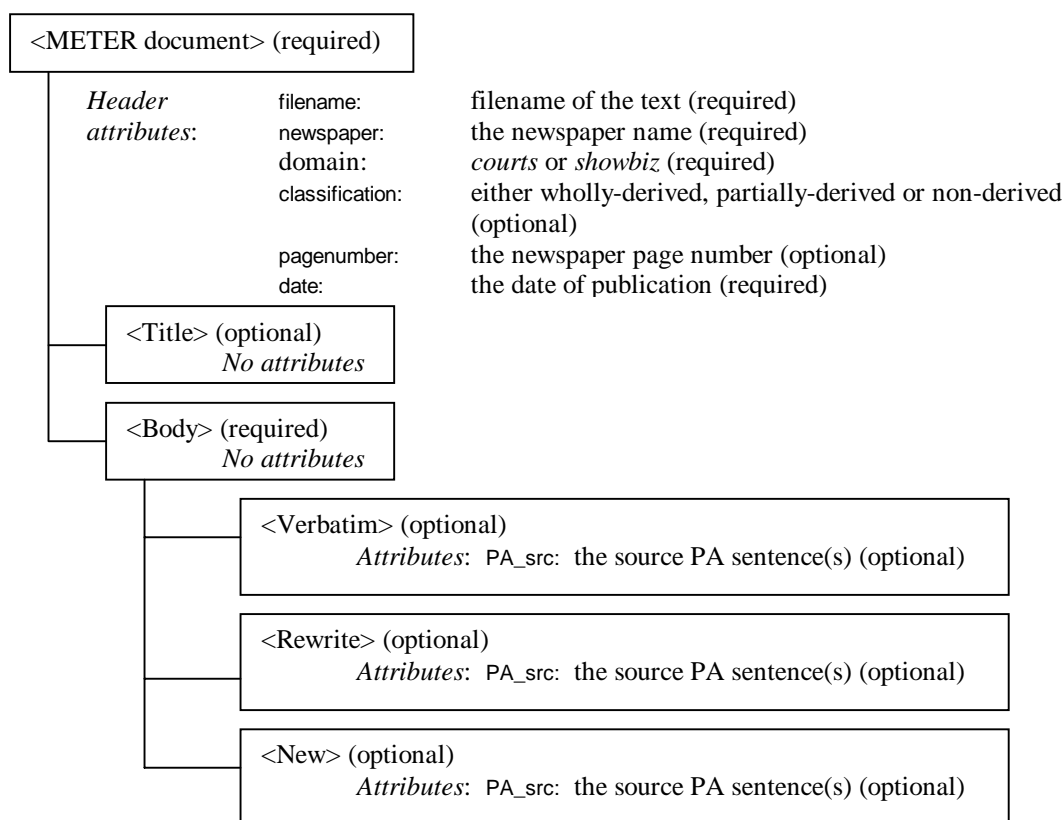 <METER document> (required)
Header attributes: filename: filename of the text (required)
newspaper: the newspaper name (required)
domain: courts or showbiz (required)
classification: either wholly-derived, partially-derived or non-derived
(optional)
pagenumber: the newspaper page number (optional)
date: the date of publication (required)
<Title> (optional)
No attributes
<Body> (required)
No attributes
<Verbatim> (optional)
Attributes: PA_src: the source PA sentence(s) (optional)
<Rewrite> (optional)
Attributes: PA_src: the source PA sentence(s) (optional)
<New> (optional)
Attributes: PA_src: the source PA sentence(s) (optional)